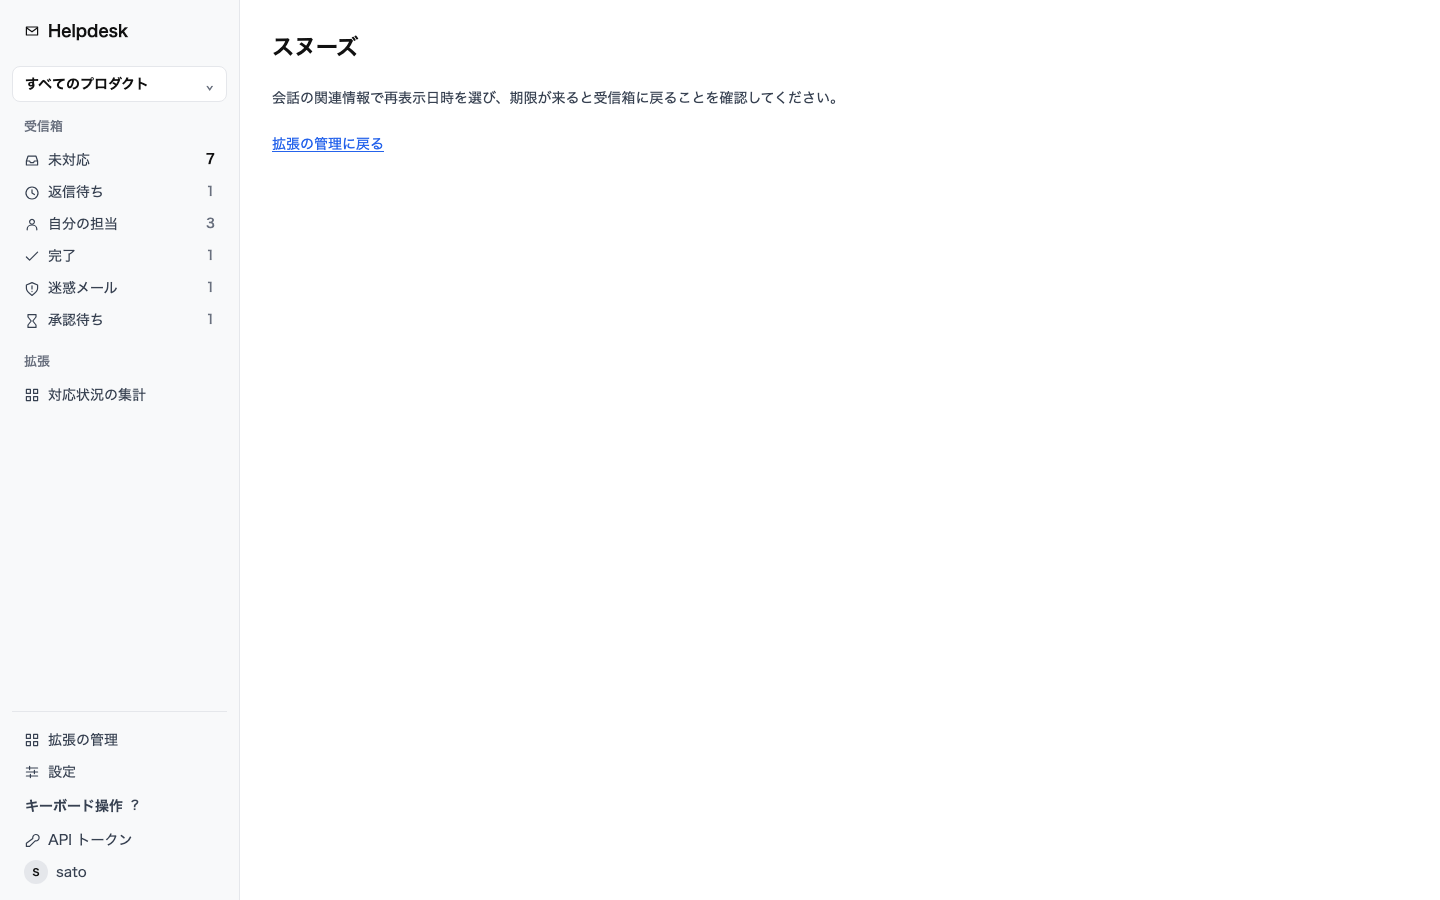 Helpdesk
すべてのプロダクト
受信箱
未対応 7
返信待ち 1
自分の担当 3
完了 1
迷惑メール 1
承認待ち 1
拡張
対応状況の集計
拡張の管理
設定
キーボード操作 ?
API トークン
S sato
スヌーズ
会話の関連情報で再表示日時を選び、期限が来ると受信箱に戻ることを確認してください。
拡張の管理に戻る